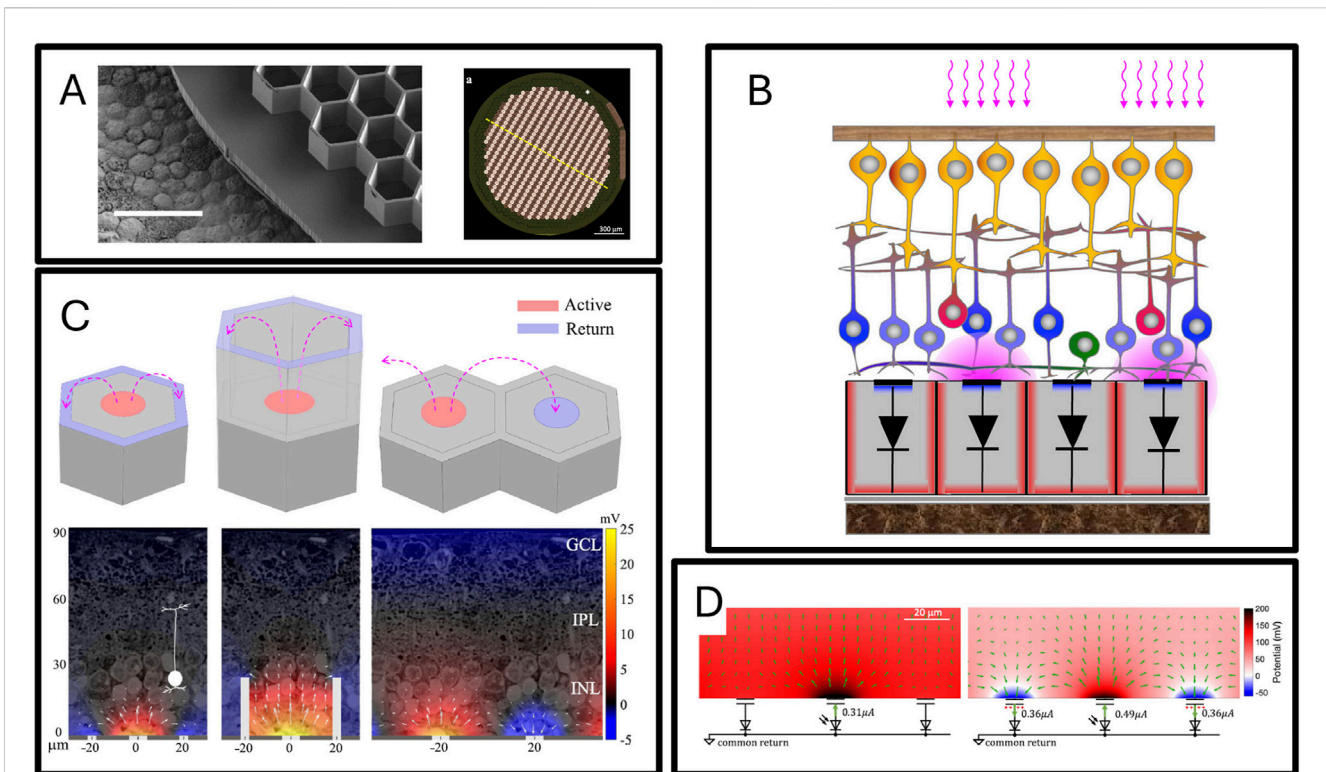 A
a
300 μm
B
C
Active
Return
mV
90
60
30
0
μm
-20
0
20
-20
0
20
-20
20
GCL
IPL
INL
25
20
15
10
5
0
-5
D
20 μm
0.31μA
common return
0.36μA
0.49μA
0.36μA
common return
200
150
100
50
0
-50
Potential (mV)